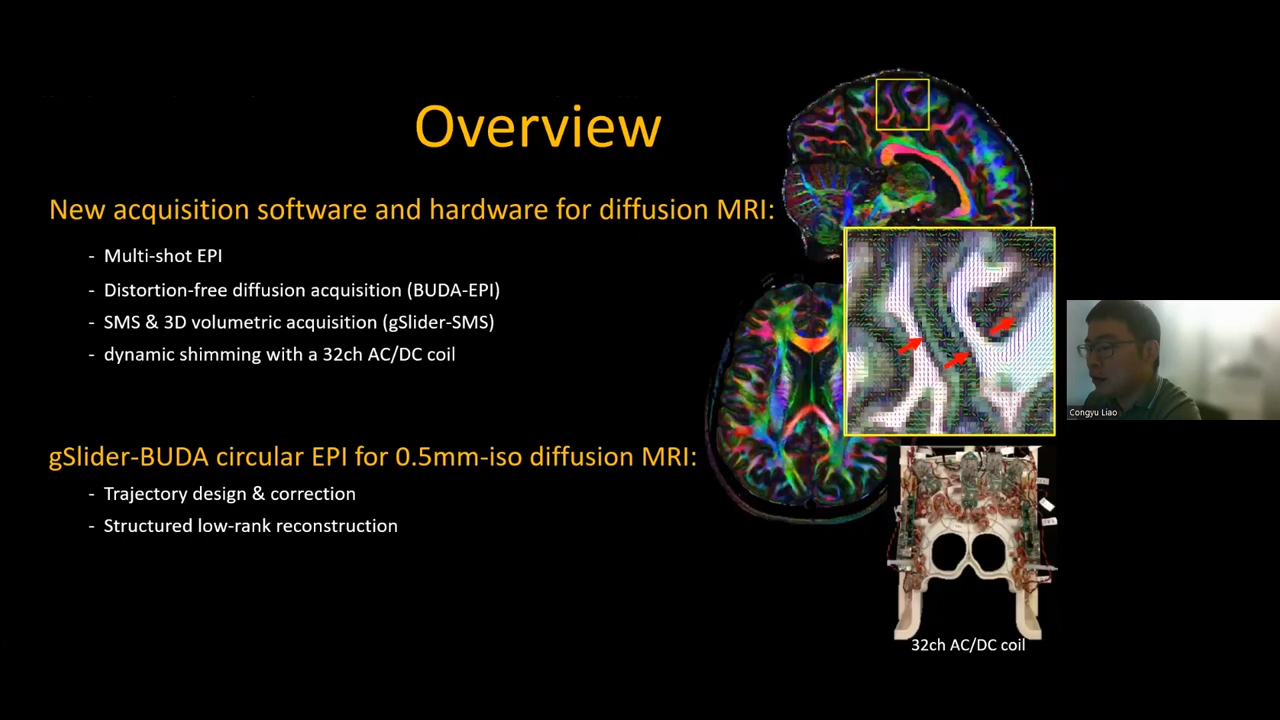 Overview
New acquisition software and hardware for diffusion MRI:
- Multi-shot EPI
- Distortion-free diffusion acquisition (BUDA-EPI)
- SMS & 3D volumetric acquisition (gSlider-SMS)
- dynamic shimming with a 32ch AC/DC coil
Congyu Liao
gSlider-BUDA circular EPI for 0.5mm-iso diffusion MRI:
- Trajectory design & correction
- Structured low-rank reconstruction
32ch AC/DC coil